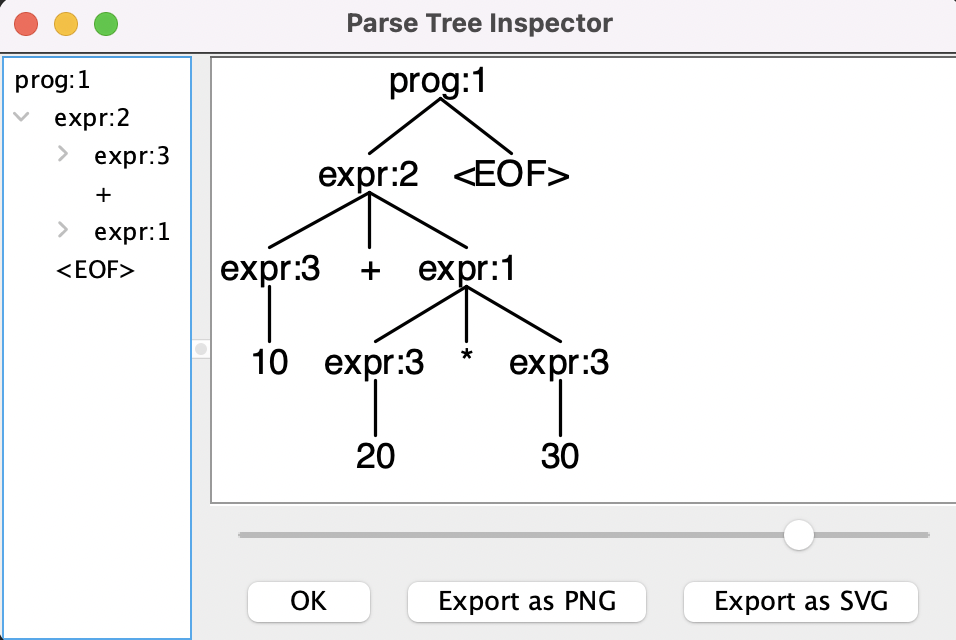 Parse Tree Inspector
prog:1
expr:2
expr:3
+
expr:1
<EOF>
prog:1
expr:2 <EOF>
expr:3 + expr:1
10 expr:3 * expr:3
20 30
OK Export as PNG Export as SVG